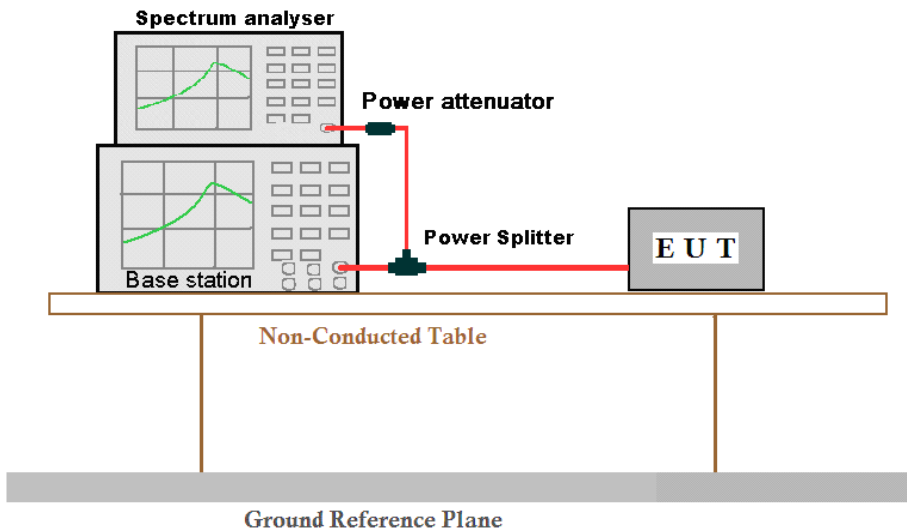 Spectrum analyser
Power attenuator
Power Splitter
E U T
Base station
Non-Conducted Table
Ground Reference Plane